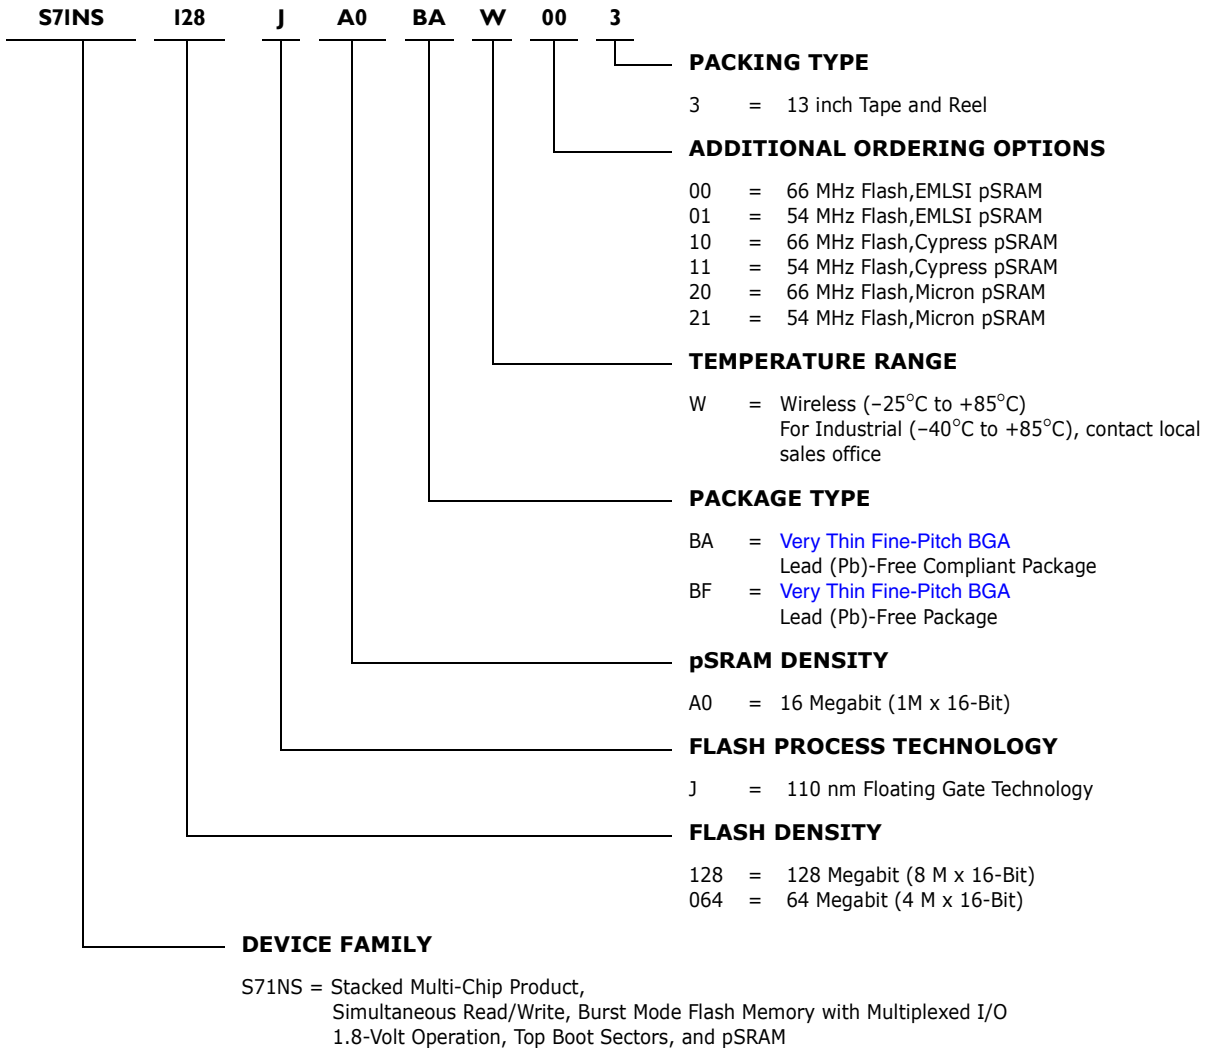 S71NS 128 J A0 BA W 00 3
PACKING TYPE
3 = 13 inch Tape and Reel
ADDITIONAL ORDERING OPTIONS
00 = 66 MHz Flash,EMLSI pSRAM
01 = 54 MHz Flash,EMLSI pSRAM
10 = 66 MHz Flash,Cypress pSRAM
11 = 54 MHz Flash,Cypress pSRAM
20 = 66 MHz Flash,Micron pSRAM
21 = 54 MHz Flash,Micron pSRAM
TEMPERATURE RANGE
W = Wireless (–25°C to +85°C)
For Industrial (–40°C to +85°C), contact local
sales office
PACKAGE TYPE
BA = Very Thin Fine-Pitch BGA
Lead (Pb)-Free Compliant Package
BF = Very Thin Fine-Pitch BGA
Lead (Pb)-Free Package
pSRAM DENSITY
A0 = 16 Megabit (1M x 16-Bit)
FLASH PROCESS TECHNOLOGY
J = 110 nm Floating Gate Technology
FLASH DENSITY
128 = 128 Megabit (8 M x 16-Bit)
064 = 64 Megabit (4 M x 16-Bit)
DEVICE FAMILY
S71NS = Stacked Multi-Chip Product,
Simultaneous Read/Write, Burst Mode Flash Memory with Multiplexed I/O
1.8-Volt Operation, Top Boot Sectors, and pSRAM